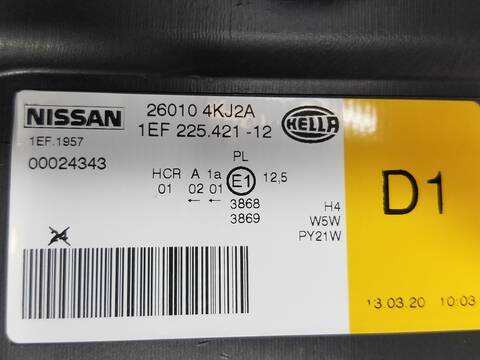 NISSAN 26010 4KJ2A HELLA
1EF.1957 1EF 225.421 -12
00024343 PL
HCR A 1a E1 12,5
01 02 01
← ← 3868
3869
H4
W5W
PY21W
D1
13.03.20 10:03